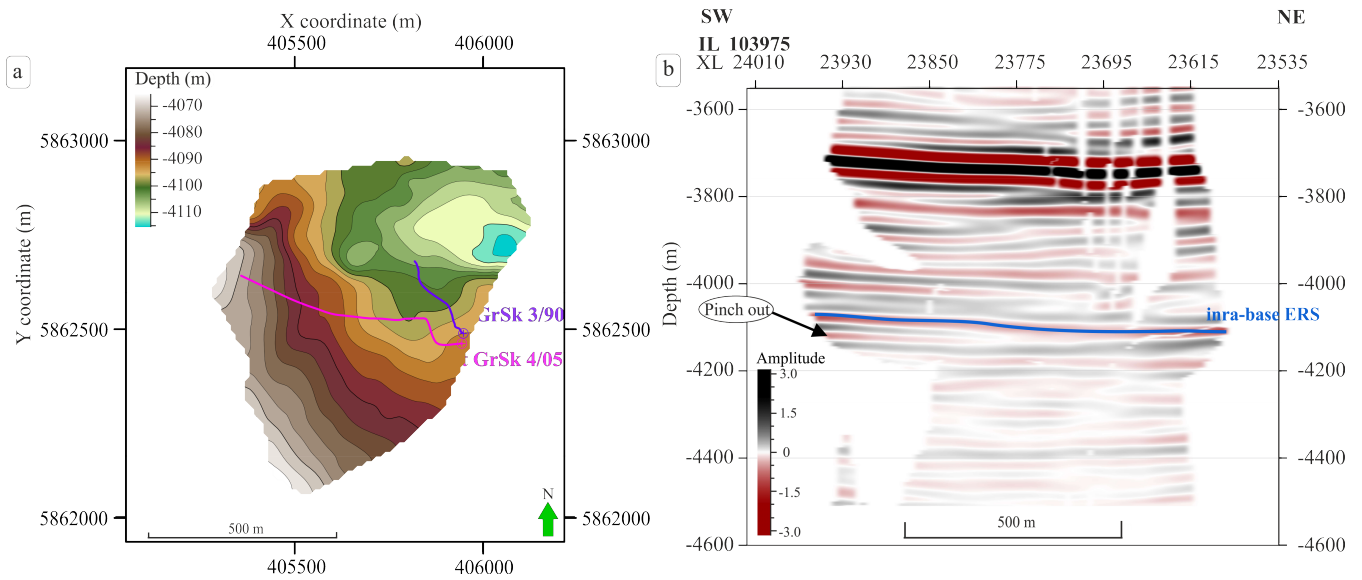 X coordinate (m)
405500 406000
a
Depth (m)
-4070
-4080
-4090
-4100
-4110
5863000 5863000
Y coordinate (m)
5862500 5862500
GrSk 3/90
GrSk 4/05
N
500 m
5862000 5862000
405500 406000
SW NE
IL 103975
b
XL 24010 23930 23850 23775 23695 23615 23535
-3600 -3600
-3800 -3800
Depth (m)
-4000 -4000
Pinch out
inra-base ERS
-4200 -4200
Amplitude
3.0
1.5
0
-1.5
-3.0
-4400 -4400
500 m
-4600 -4600